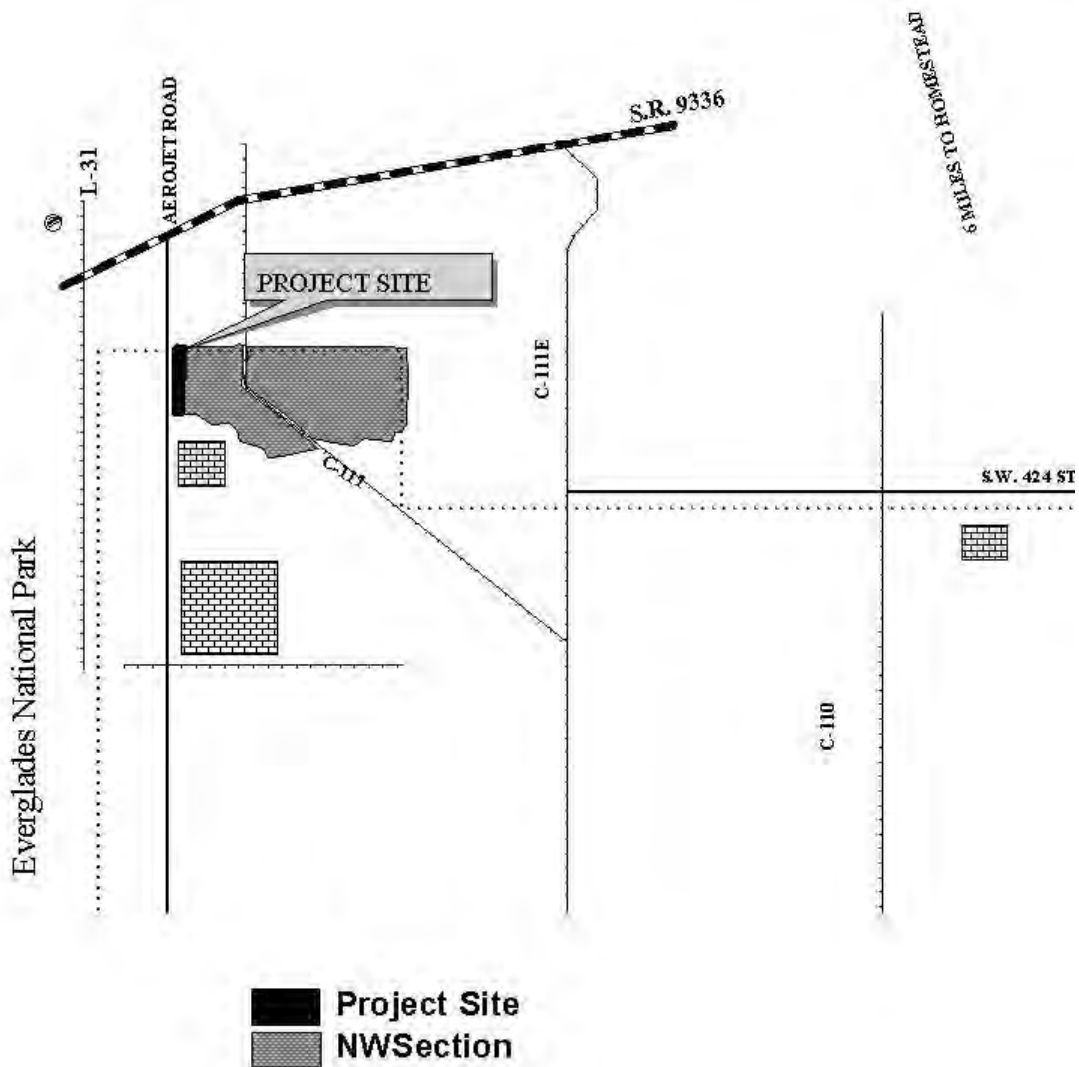 6 MILES TO HOMESTEAD
S.R. 9336
AEROJET ROAD
L-31
N
PROJECT SITE
C-111E
C-111
S.W. 424 ST
Everglades National Park
C-110
Project Site
NWSection